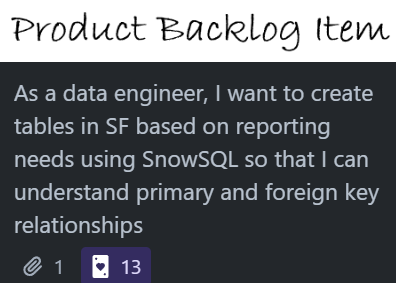 Product Backlog Item
As a data engineer, I want to create
tables in SF based on reporting
needs using SnowSQL so that I can
understand primary and foreign key
relationships
1 13